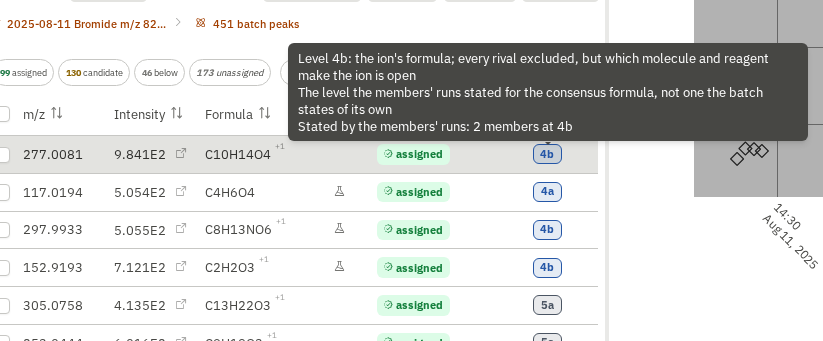 2025-08-11 Bromide m/z 82... > 451 batch peaks
99 assigned 130 candidate 46 below 173 unassigned
Level 4b: the ion's formula; every rival excluded, but which molecule and reagent
make the ion is open
The level the members' runs stated for the consensus formula, not one the batch
states of its own
Stated by the members' runs: 2 members at 4b
m/z Intensity Formula
277.0081 9.841E2 C10H14O4 +1 assigned 4b
117.0194 5.054E2 C4H6O4 assigned 4a
297.9933 5.055E2 C8H13NO6 +1 assigned 4b
152.9193 7.121E2 C2H2O3 +1 assigned 4b
305.0758 4.135E2 C13H22O3 +1 assigned 5a
+1
14:30
Aug 11, 2025